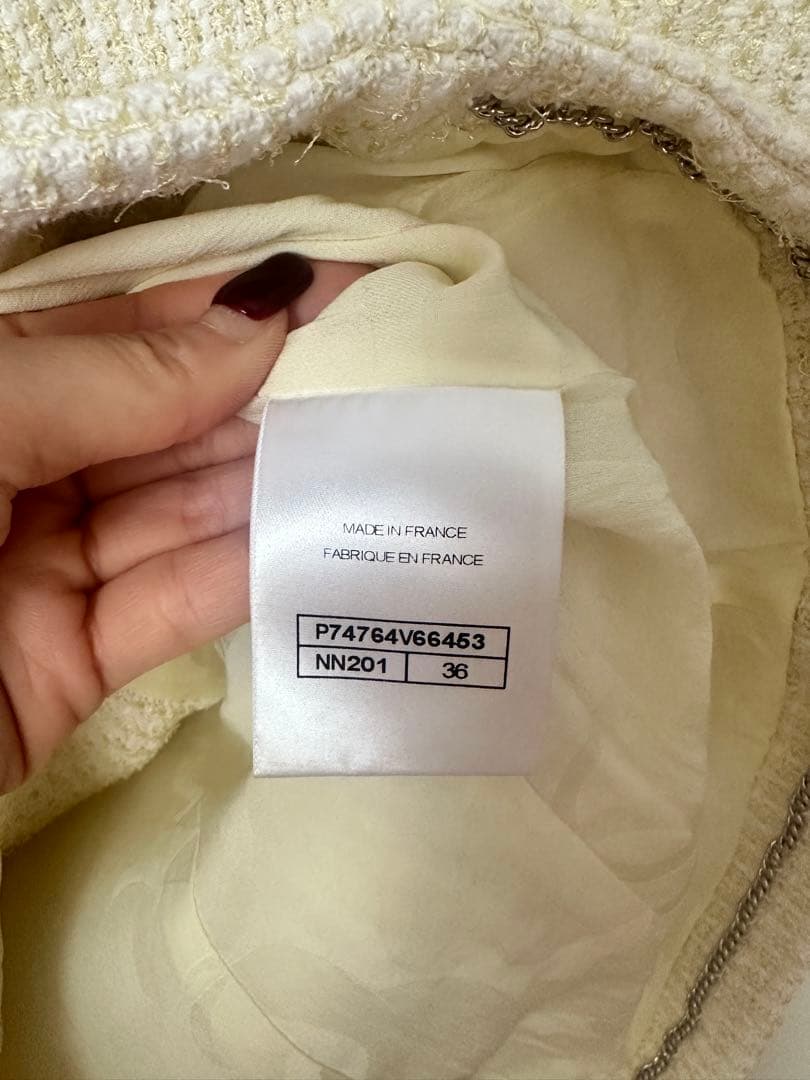 MADE IN FRANCE
FABRIQUE EN FRANCE
P74764V66453
NN201 36